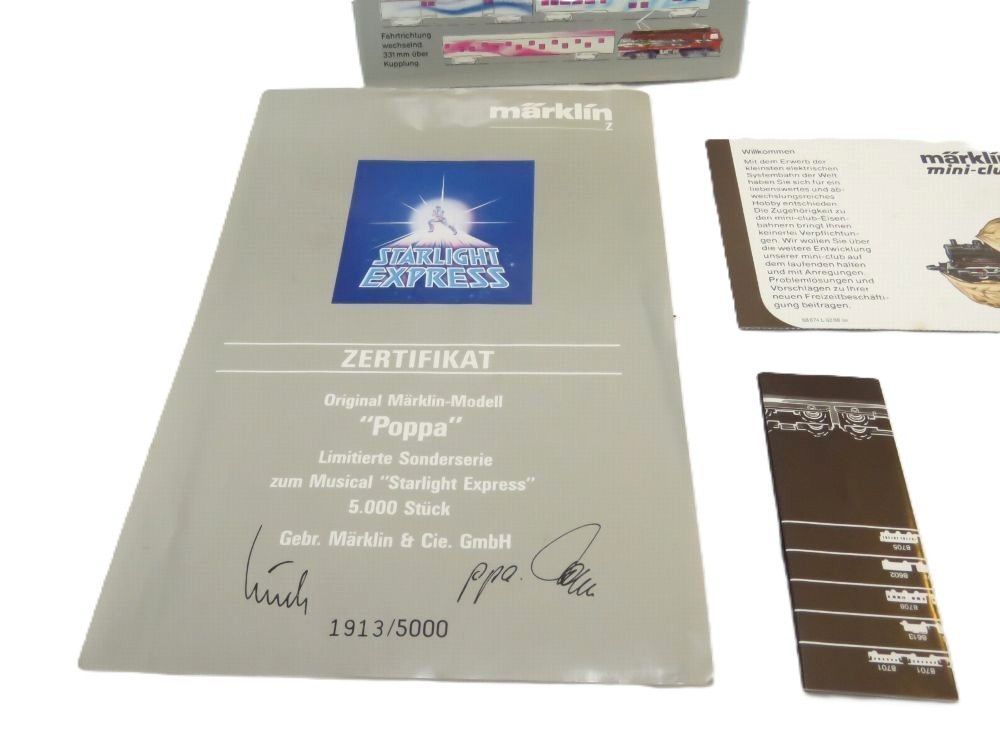 Fahrtrichtung
wechselnd.
331 mm über
Kupplung.
märklin
Z
STARLIGHT
EXPRESS
ZERTIFIKAT
Original Märklin-Modell
"Poppa"
Limitierte Sonderserie
zum Musical "Starlight Express"
5.000 Stück
Gebr. Märklin & Cie. GmbH
ppa.
1913/5000
Willkommen
Mit dem Erwerb der
kleinsten elektrischen
Systembahn der Welt
haben Sie sich für ein
liebenswertes und ab-
wechslungsreiches
Hobby entschieden.
Die Zugehörigkeit zu
den mini-club-Eisen-
bahnern bringt Ihnen
keinerlei Verpflichtun-
gen. Wir wollen Sie über
die weitere Entwicklung
unserer mini-club auf
dem laufenden halten
und mit Anregungen,
Problemlösungen und
Vorschlägen zu Ihrer
neuen Freizeitbeschäfti-
gung beitragen.
märklin
mini-club
8705
8602
8708
8613
8701 8701